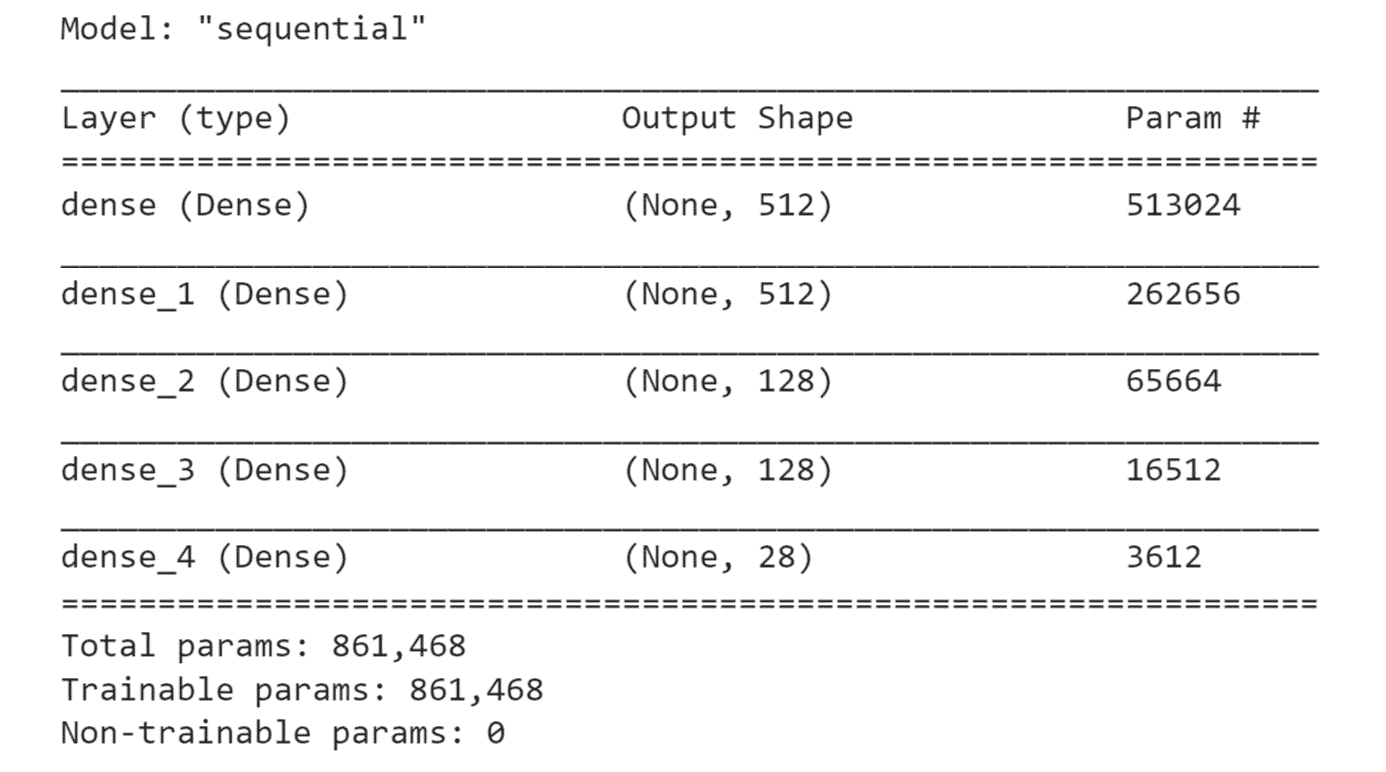 Model: "sequential"
Layer (type) Output Shape Param #
dense (Dense) (None, 512) 513024
dense_1 (Dense) (None, 512) 262656
dense_2 (Dense) (None, 128) 65664
dense_3 (Dense) (None, 128) 16512
dense_4 (Dense) (None, 28) 3612
Total params: 861,468
Trainable params: 861,468
Non-trainable params: 0